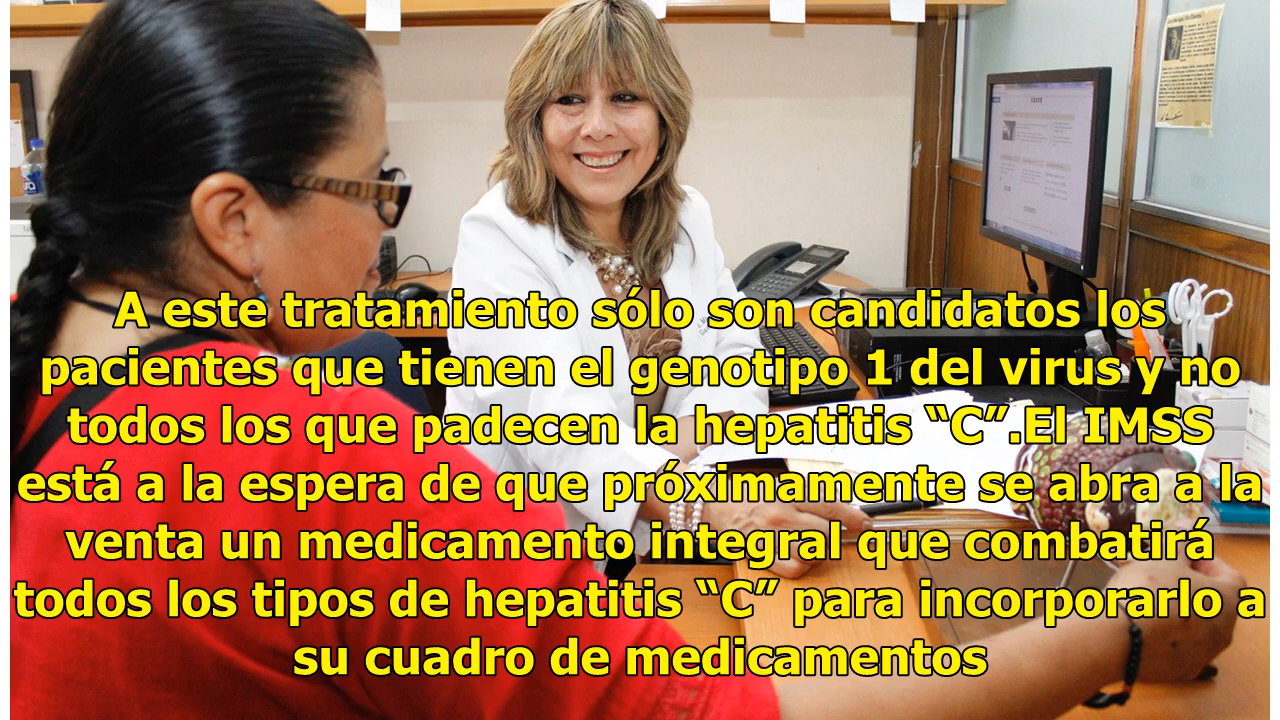 A este tratamiento sólo son candidatos los
pacientes que tienen el genotipo 1 del virus y no
todos los que padecen la hepatitis “C”.El IMSS
está a la espera de que próximamente se abra a la
venta un medicamento integral que combatirá
todos los tipos de hepatitis “C” para incorporarlo a
su cuadro de medicamentos